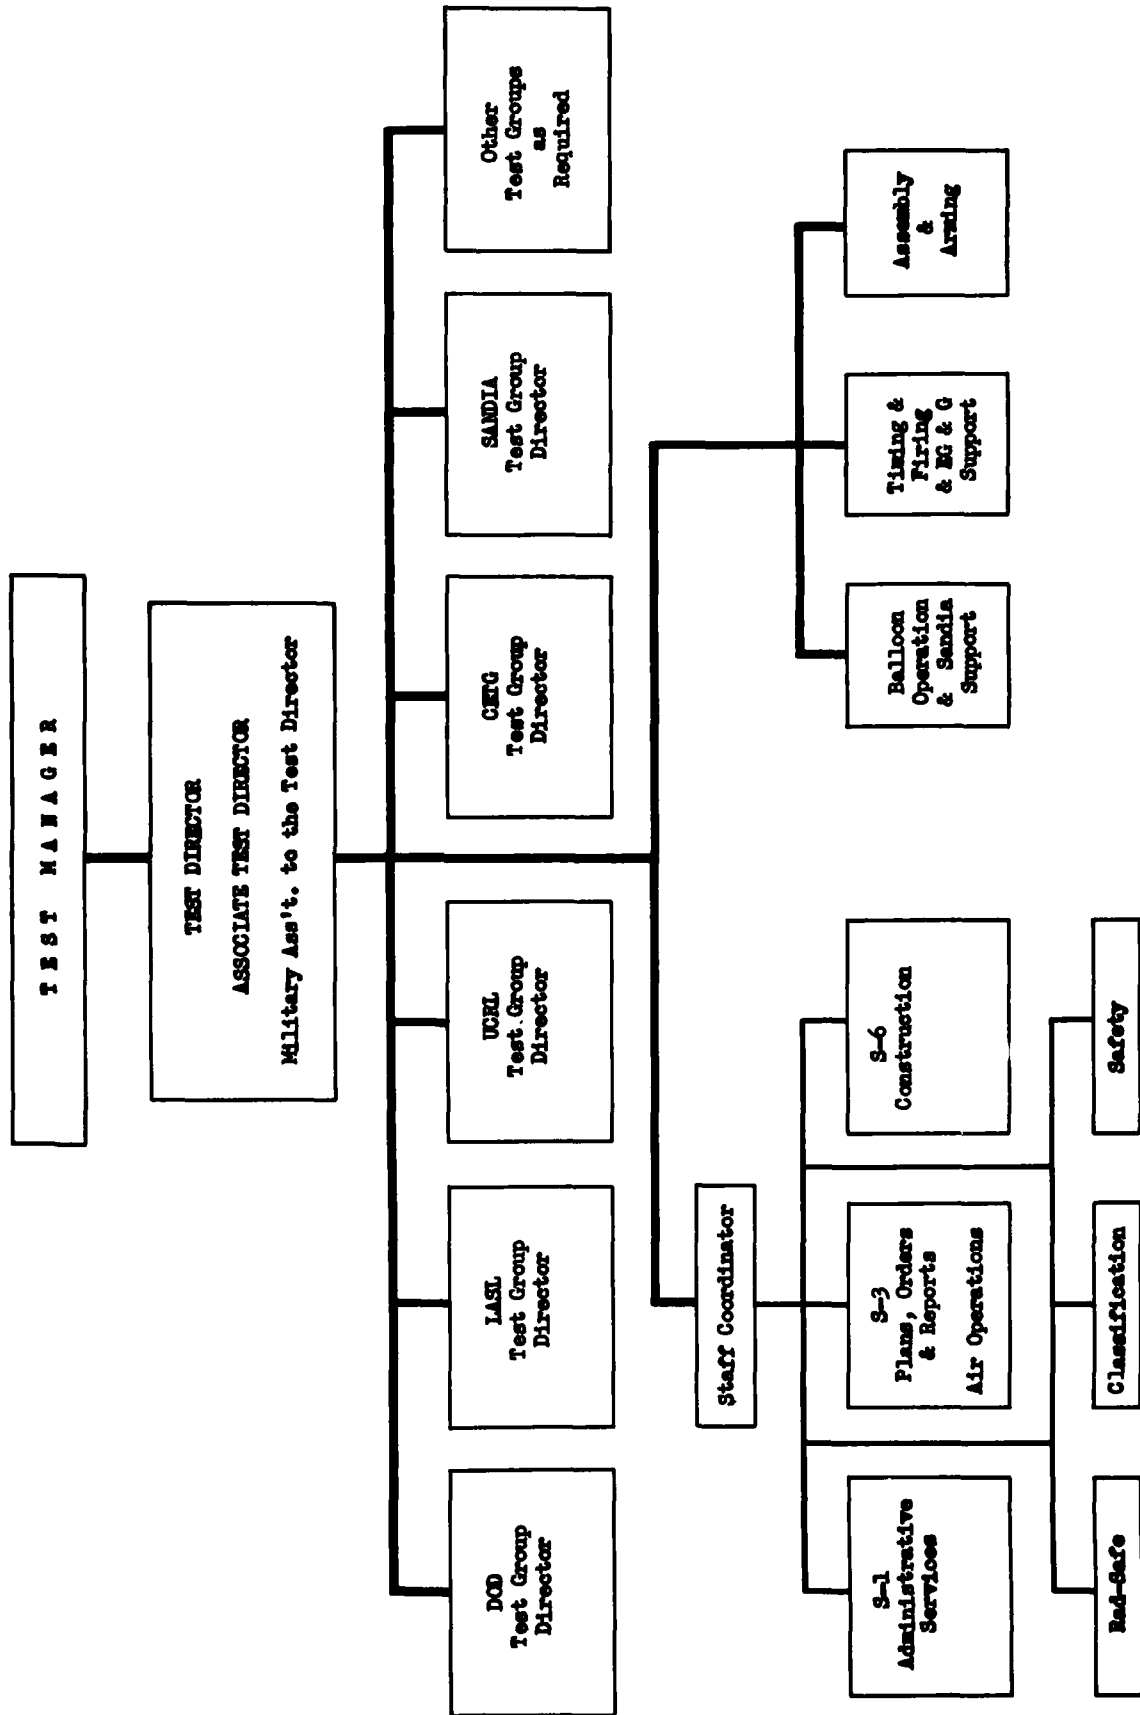 TEST MANAGER
TEST DIRECTOR
ASSOCIATE TEST DIRECTOR
Military Ass't. to the Test Director
DOD
Test Group
Director
LASL
Test Group
Director
UCRL
Test Group
Director
CETG
Test Group
Director
SANDIA
Test Group
Director
Other
Test Groups
as
Required
Staff Coordinator
S-1
Administrative
Services
S-3
Plans, Orders
& Reports
Air Operations
S-6
Construction
Balloon
Operation
& Sandia
Support
Timing &
Firing
& EG & G
Support
Assembly
&
Arming
Rad-Safe
Classification
Safety